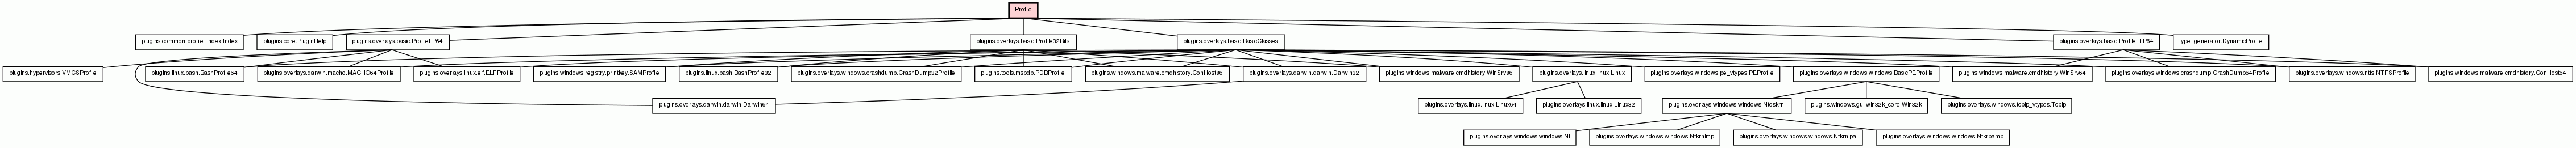 Profile
plugins.common.profile_index.Index
plugins.core.PluginHelp
plugins.overlays.basic.ProfileLP64
plugins.overlays.basic.Profile32Bits
plugins.overlays.basic.BasicClasses
plugins.overlays.basic.ProfileLLP64
type_generator.DynamicProfile
plugins.hypervisors.VMCSProfile
plugins.linux.bash.BashProfile64
plugins.overlays.darwin.macho.MACHO64Profile
plugins.overlays.linux.elf.ELFProfile
plugins.windows.registry.printkey.SAMProfile
plugins.linux.bash.BashProfile32
plugins.overlays.windows.crashdump.CrashDump32Profile
plugins.tools.mspdb.PDBProfile
plugins.windows.malware.cmdhistory.ConHost86
plugins.overlays.darwin.darwin.Darwin32
plugins.windows.malware.cmdhistory.WinSrv86
plugins.overlays.linux.linux.Linux
plugins.overlays.windows.pe_vtypes.PEProfile
plugins.overlays.windows.windows.BasicPEProfile
plugins.windows.malware.cmdhistory.WinSrv64
plugins.overlays.windows.crashdump.CrashDump64Profile
plugins.overlays.windows.ntfs.NTFSProfile
plugins.windows.malware.cmdhistory.ConHost64
plugins.overlays.darwin.darwin.Darwin64
plugins.overlays.linux.linux.Linux64
plugins.overlays.linux.linux.Linux32
plugins.overlays.windows.windows.Ntoskrnl
plugins.windows.gui.win32k_core.Win32k
plugins.overlays.windows.tcpip_vtypes.Tcpip
plugins.overlays.windows.windows.Nt
plugins.overlays.windows.windows.Ntkrnlmp
plugins.overlays.windows.windows.Ntkrnlpa
plugins.overlays.windows.windows.Ntkrpamp